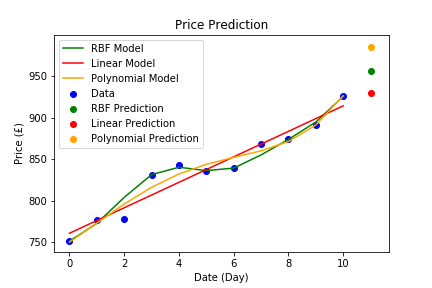 Price Prediction
RBF Model
Linear Model
Polynomial Model
Data
RBF Prediction
Linear Prediction
Polynomial Prediction
Price (£)
950
900
850
800
750
0 2 4 6 8 10
Date (Day)